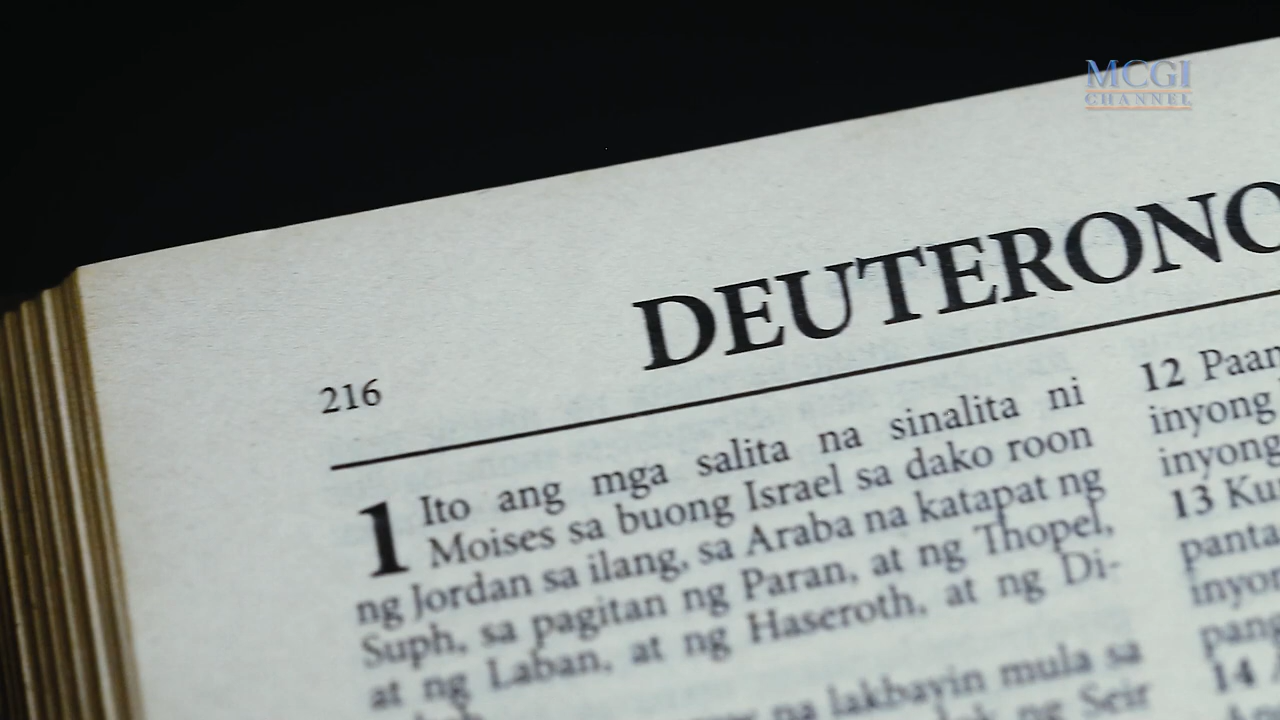 MCGI
CHANNEL
DEUTERONO
216
1 Ito ang mga salita na sinalita ni
Moises sa buong Israel sa dako roon
ng Jordan sa ilang, sa Araba na katapat ng
Suph, sa pagitan ng Paran, at ng Thopel,
at ng Laban, at ng Haseroth, at ng Di-
na lakbayin mula sa
ng Seir
12 Paan
inyong
inyong
13 Ku
panta
inyon
pang
14